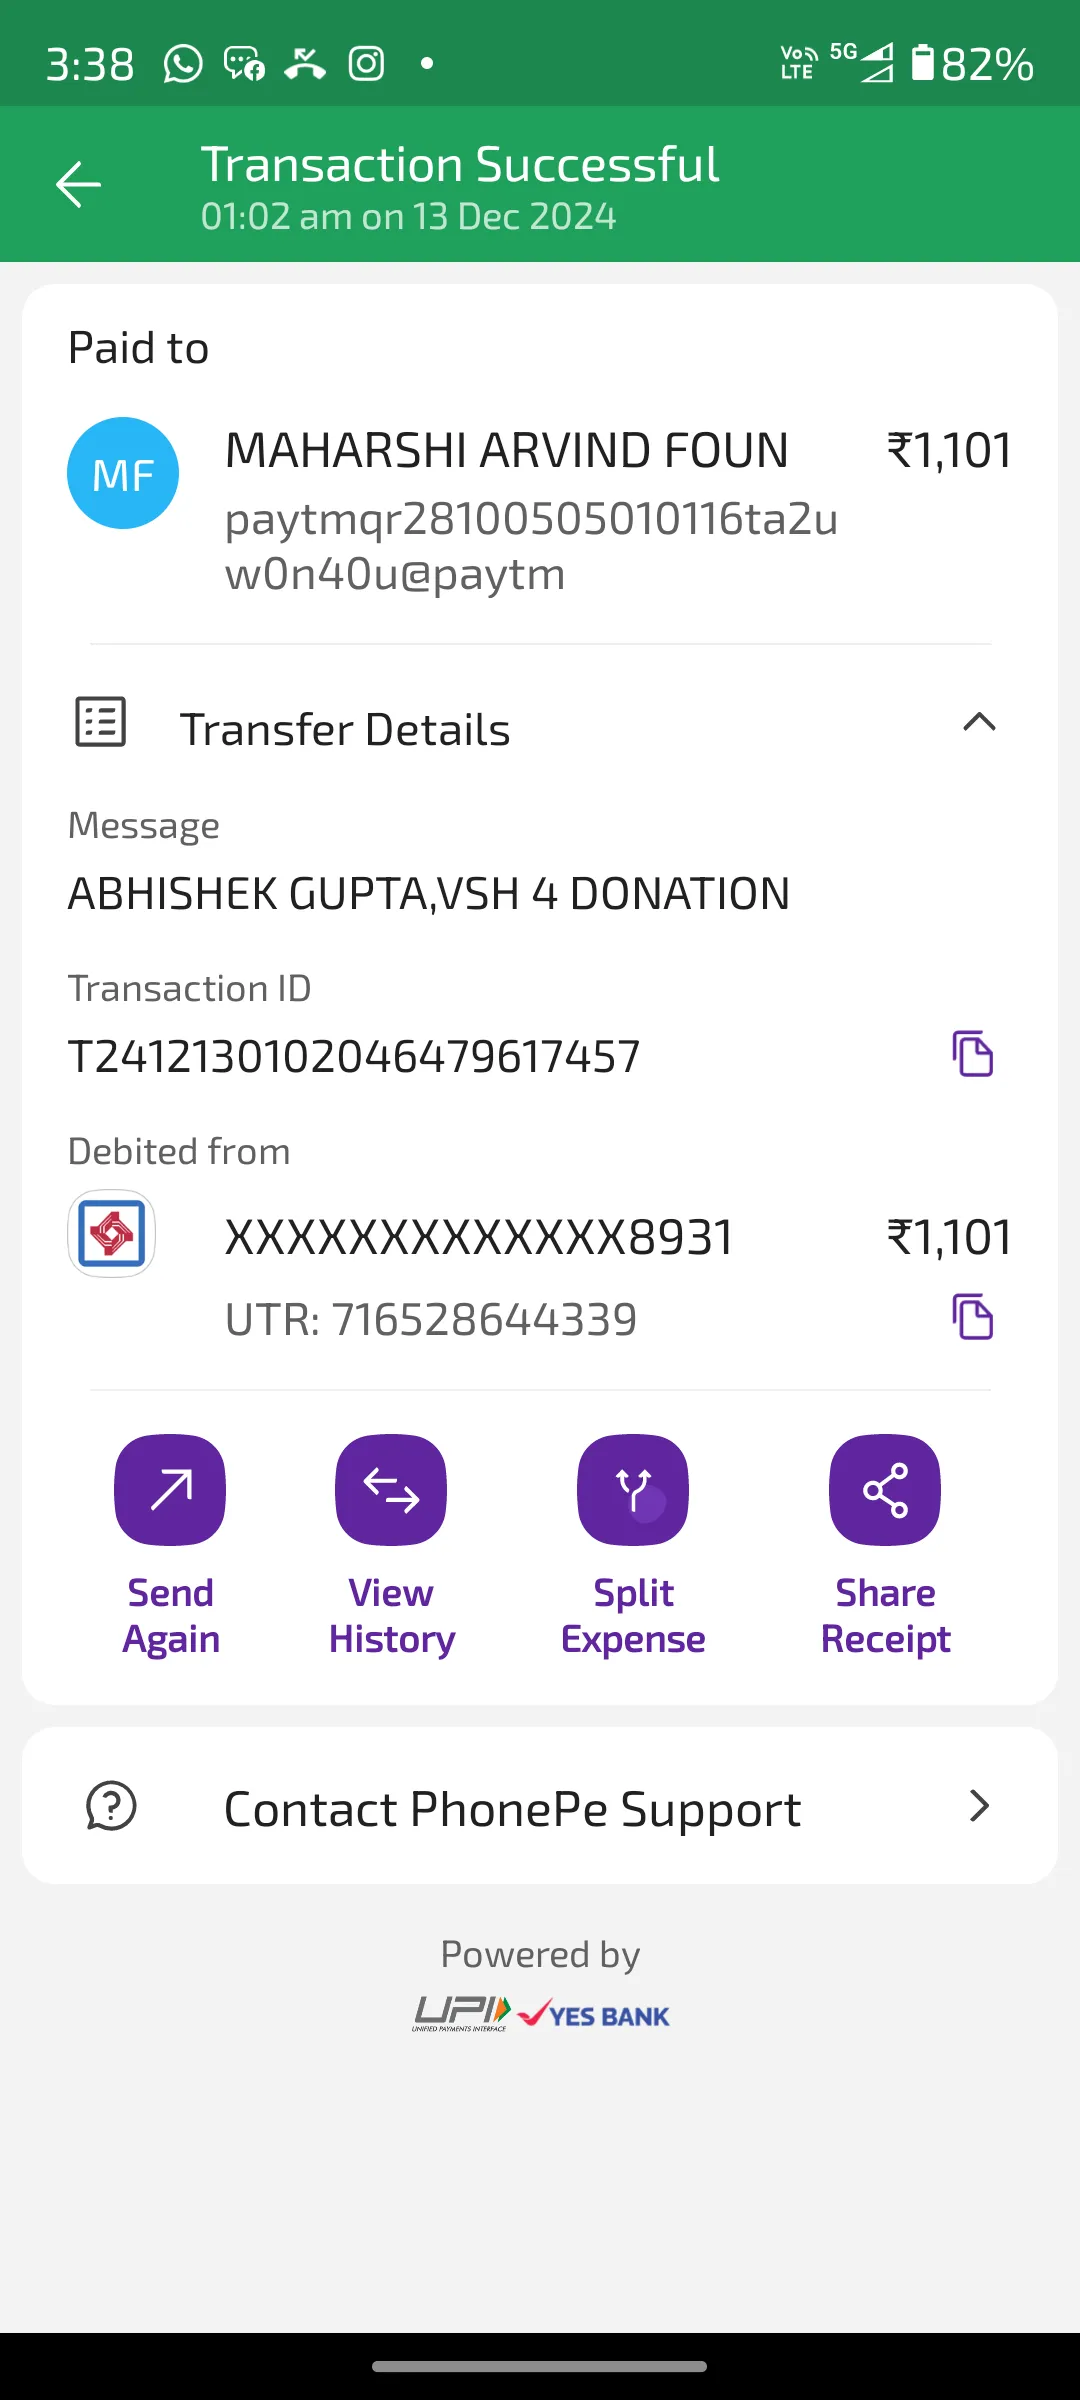 3:38
Vo LTE 5G 82%
Transaction Successful
01:02 am on 13 Dec 2024
Paid to
MF
MAHARSHI ARVIND FOUN ₹1,101
paytmqr28100505010116ta2u
w0n40u@paytm
Transfer Details
Message
ABHISHEK GUPTA,VSH 4 DONATION
Transaction ID
T2412130102046479617457
Debited from
XXXXXXXXXXXXX8931 ₹1,101
UTR: 716528644339
Send Again
View History
Split Expense
Share Receipt
Contact PhonePe Support
Powered by
UPI YES BANK
UNIFIED PAYMENTS INTERFACE